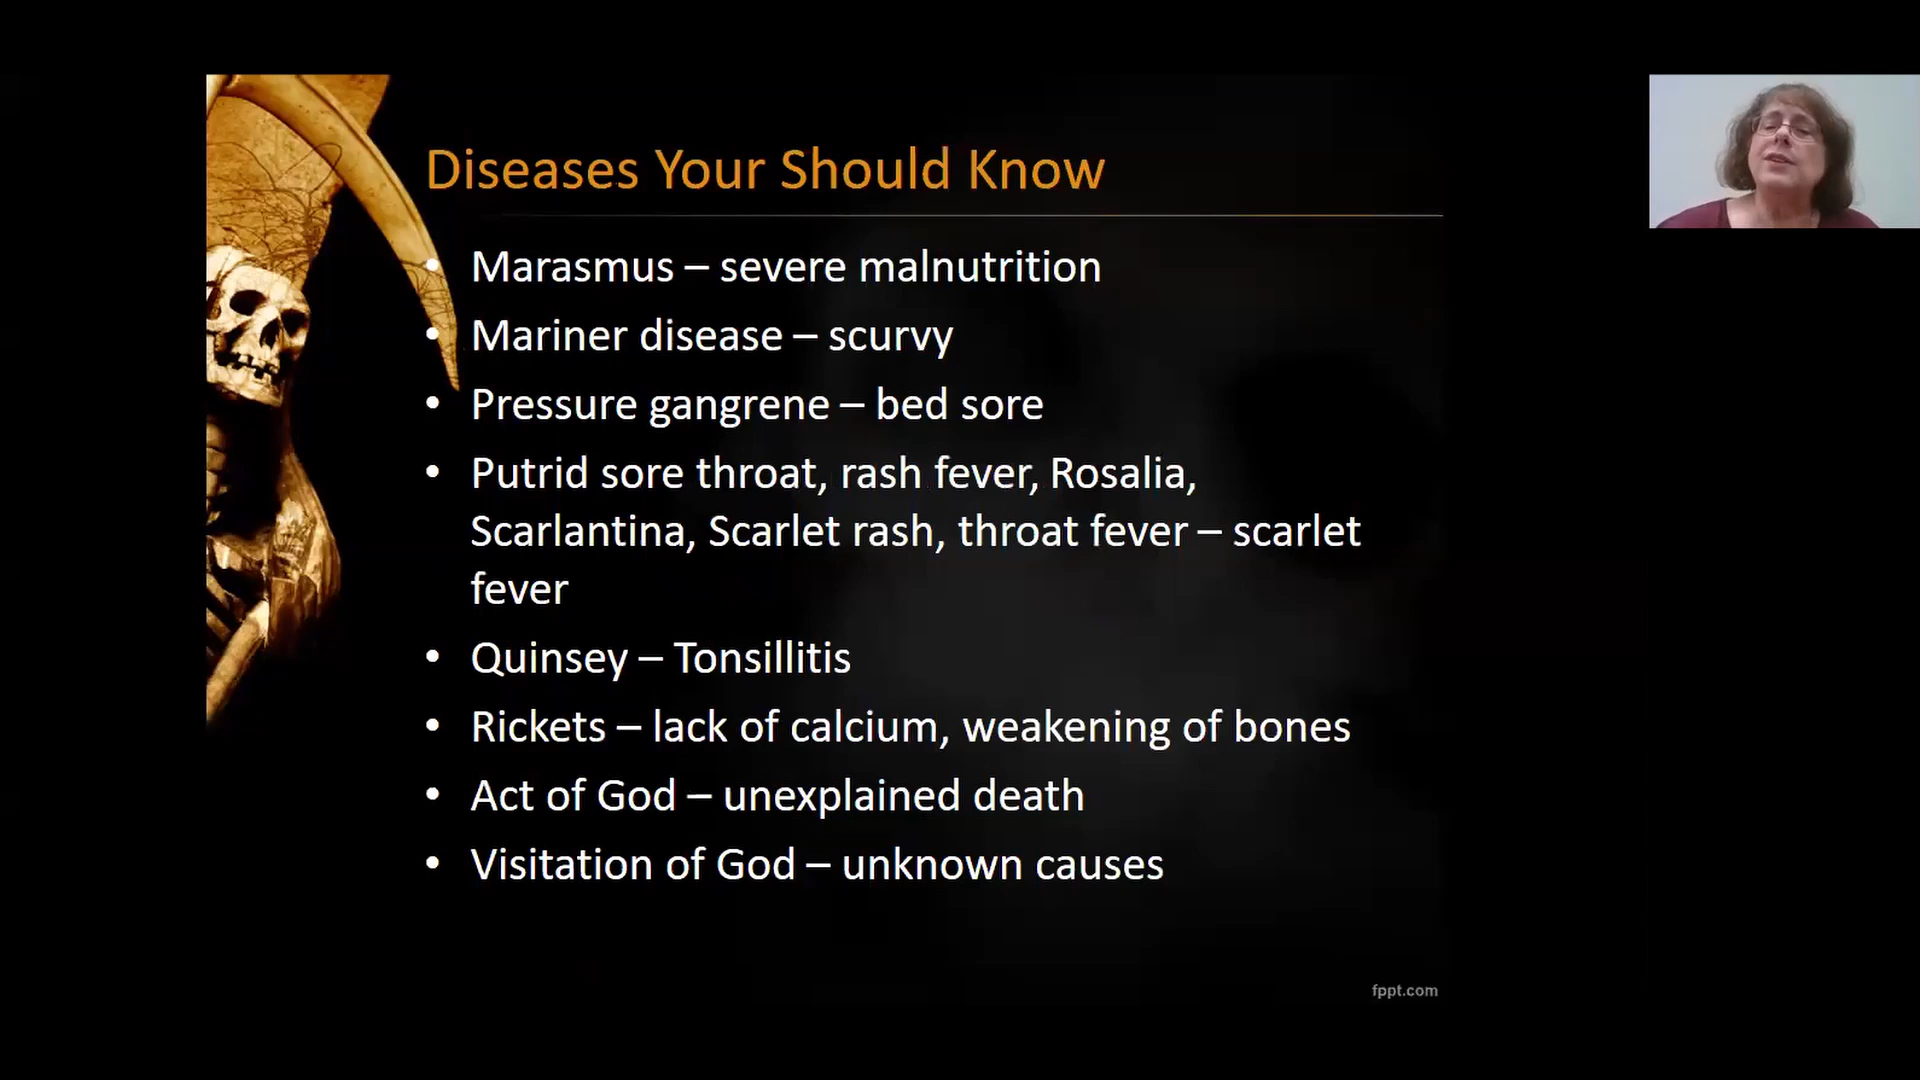 Diseases Your Should Know
• Marasmus – severe malnutrition
• Mariner disease – scurvy
• Pressure gangrene – bed sore
• Putrid sore throat, rash fever, Rosalia,
Scarlantina, Scarlet rash, throat fever – scarlet
fever
• Quinsey – Tonsillitis
• Rickets – lack of calcium, weakening of bones
• Act of God – unexplained death
• Visitation of God – unknown causes
fppt.com